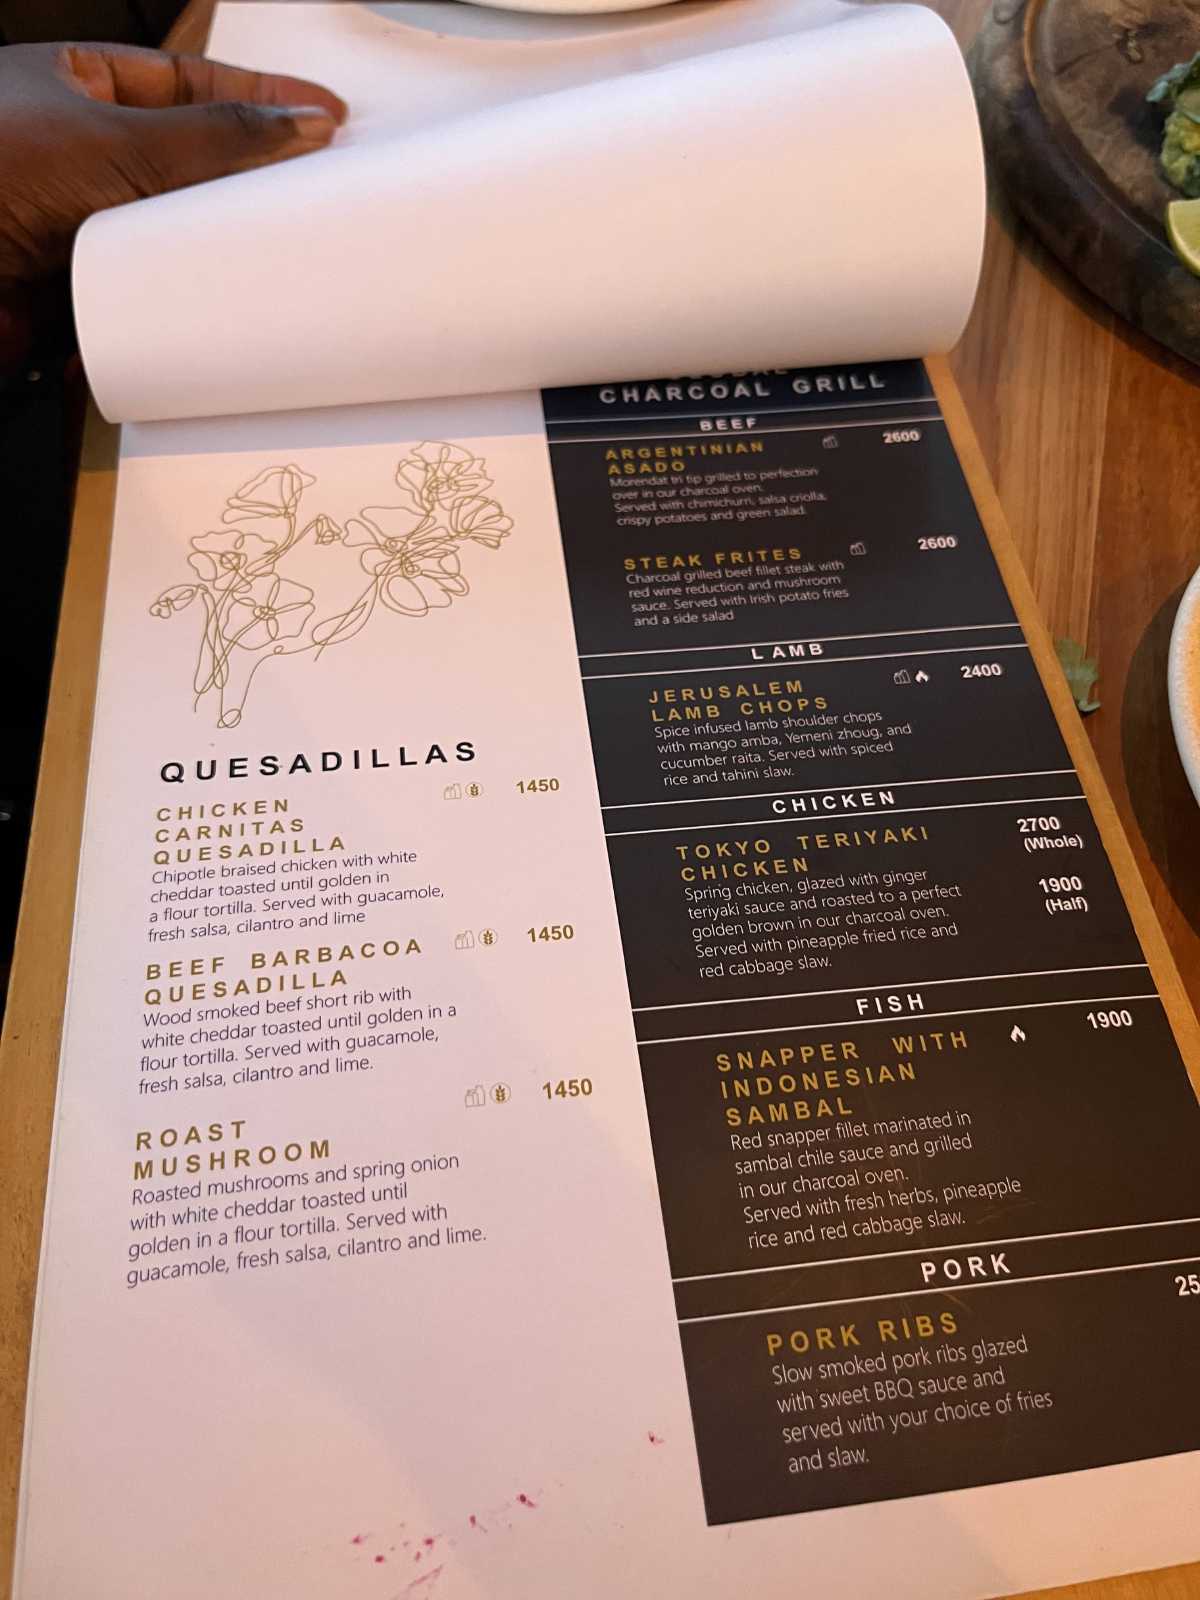 QUESADILLAS
CHICKEN
CARNITAS
QUESADILLA
1450
Chipotle braised chicken with white
cheddar toasted until golden in
a flour tortilla. Served with guacamole,
fresh salsa, cilantro and lime
BEEF BARBACOA
QUESADILLA
1450
Wood smoked beef short rib with
white cheddar toasted until golden in a
flour tortilla. Served with guacamole,
fresh salsa, cilantro and lime.
1450
ROAST
MUSHROOM
Roasted mushrooms and spring onion
with white cheddar toasted until
golden in a flour tortilla. Served with
guacamole, fresh salsa, cilantro and lime.
CHARCOAL GRILL
BEEF
ARGENTINIAN
ASADO
2600
Morendat tri tip grilled to perfection
over in our charcoal oven.
Served with chimichurri, salsa criolla,
crispy potatoes and green salad.
STEAK FRITES
2600
Charcoal grilled beef fillet steak with
red wine reduction and mushroom
sauce. Served with Irish potato fries
and a side salad
LAMB
JERUSALEM
LAMB CHOPS
2400
Spice infused lamb shoulder chops
with mango amba, Yemeni zhoug, and
cucumber raita. Served with spiced
rice and tahini slaw.
CHICKEN
TOKYO TERIYAKI
CHICKEN
2700
(Whole)
1900
(Half)
Spring chicken, glazed with ginger
teriyaki sauce and roasted to a perfect
golden brown in our charcoal oven.
Served with pineapple fried rice and
red cabbage slaw.
FISH
SNAPPER WITH
INDONESIAN
SAMBAL
1900
Red snapper fillet marinated in
sambal chile sauce and grilled
in our charcoal oven.
Served with fresh herbs, pineapple
rice and red cabbage slaw.
PORK
PORK RIBS
25
Slow smoked pork ribs glazed
with sweet BBQ sauce and
served with your choice of fries
and slaw.